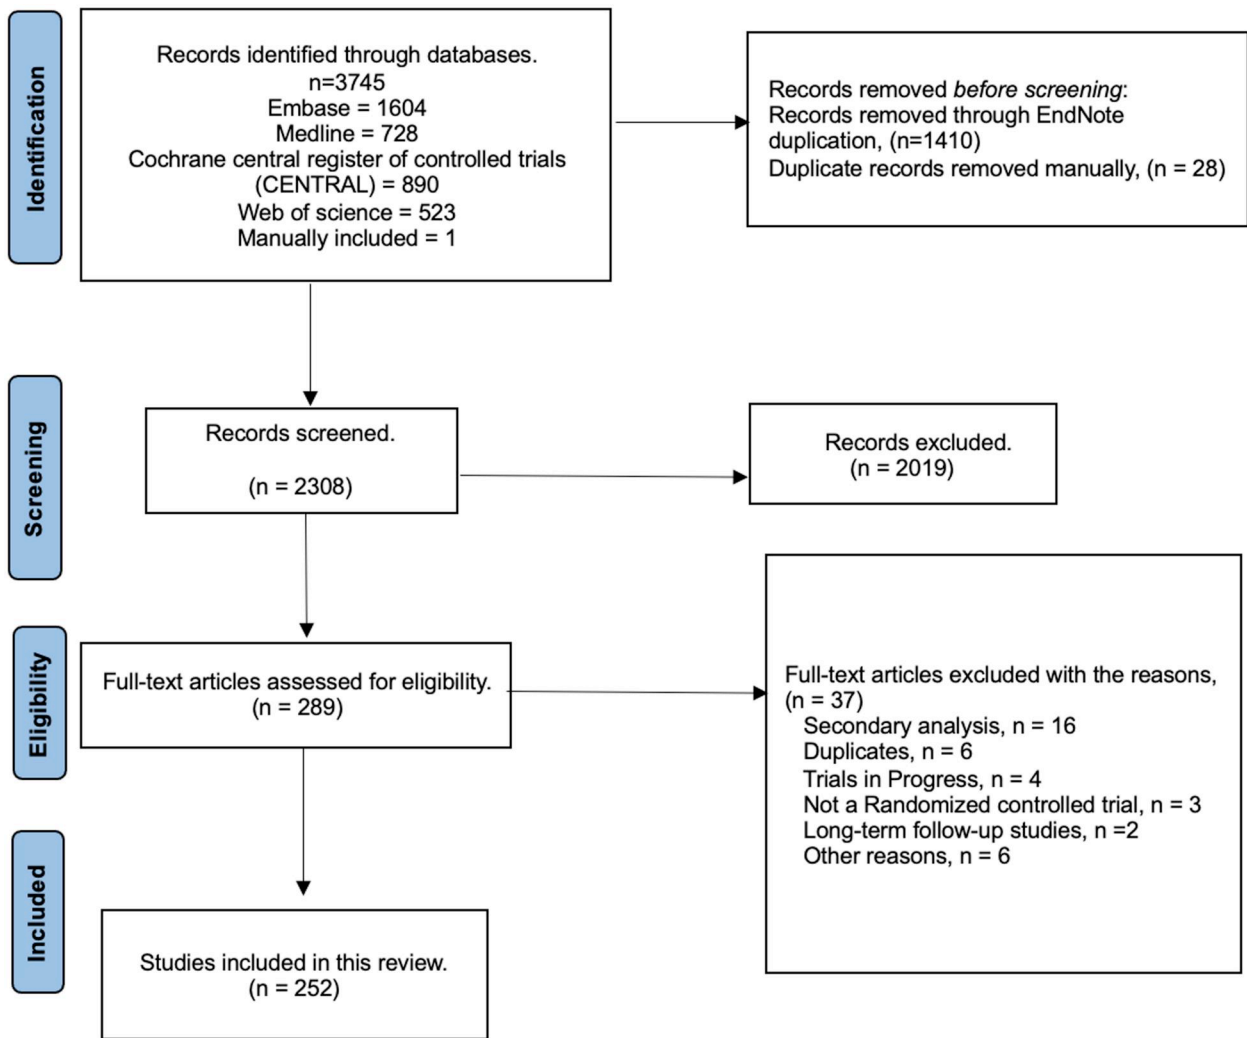 Identification
Records identified through databases.
n=3745
Embase = 1604
Medline = 728
Cochrane central register of controlled trials
(CENTRAL) = 890
Web of science = 523
Manually included = 1
Records removed before screening:
Records removed through EndNote
duplication, (n=1410)
Duplicate records removed manually, (n = 28)
Screening
Records screened.
(n = 2308)
Records excluded.
(n = 2019)
Eligibility
Full-text articles assessed for eligibility.
(n = 289)
Full-text articles excluded with the reasons,
(n = 37)
Secondary analysis, n = 16
Duplicates, n = 6
Trials in Progress, n = 4
Not a Randomized controlled trial, n = 3
Long-term follow-up studies, n =2
Other reasons, n = 6
Included
Studies included in this review.
(n = 252)